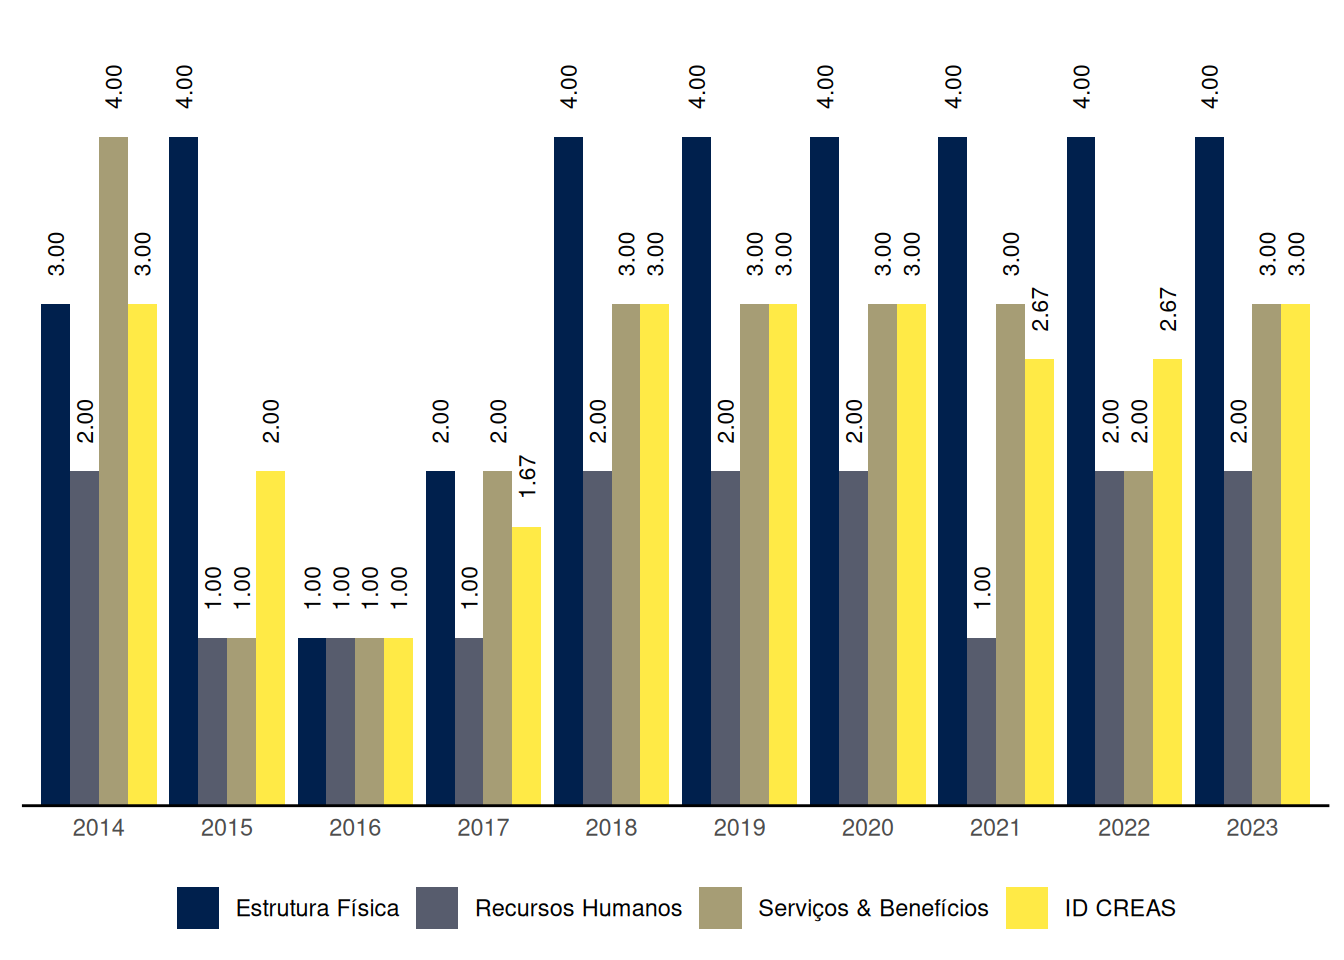 4.00 4.00 4.00 4.00 4.00 4.00 4.00 4.00
3.00 3.00 3.00 3.00 3.00 3.00 3.00 3.00 3.00 3.00 3.00
2.67 2.67
2.00 2.00 2.00 2.00 2.00 2.00 2.00 2.00 2.00 2.00
1.67
1.00 1.00 1.00 1.00 1.00 1.00 1.00 1.00
2014 2015 2016 2017 2018 2019 2020 2021 2022 2023
Estrutura Física Recursos Humanos Serviços & Benefícios ID CREAS